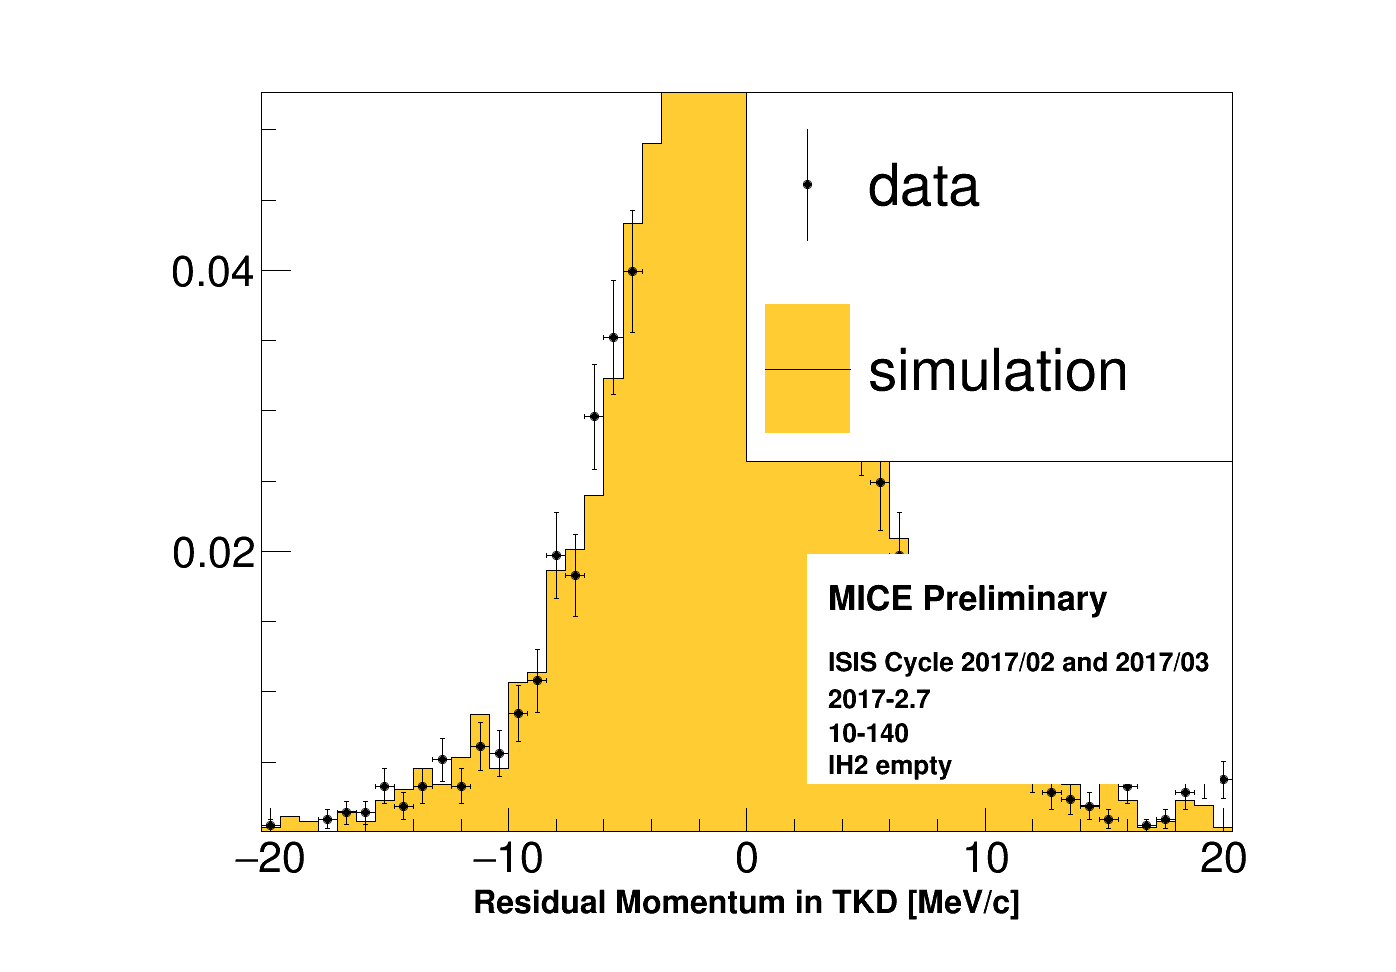 data
0.04
simulation
0.02
MICE Preliminary
ISIS Cycle 2017/02 and 2017/03
2017-2.7
10-140
IH2 empty
−20 −10 0 10 20
Residual Momentum in TKD [MeV/c]